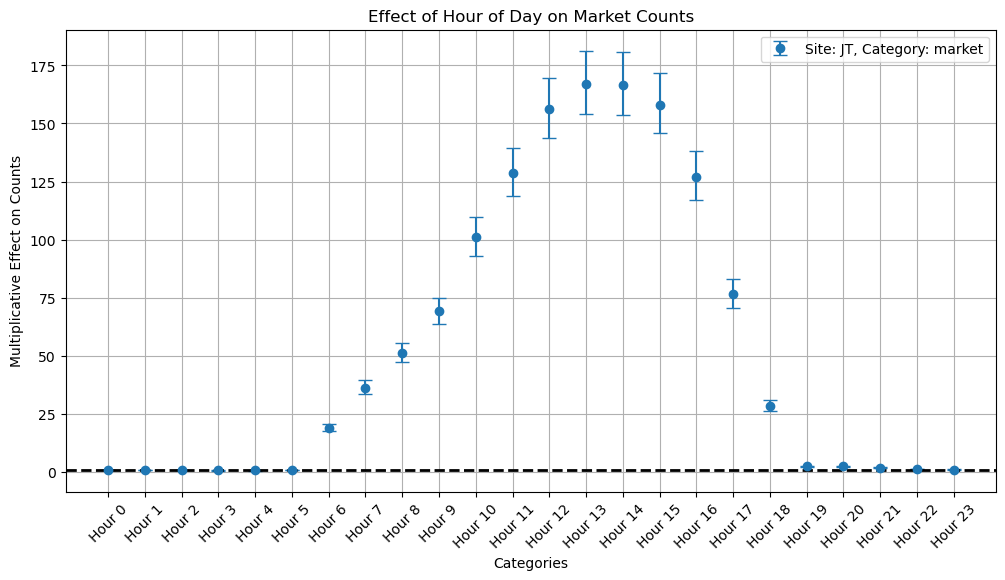 Effect of Hour of Day on Market Counts
Site: JT, Category: market
Multiplicative Effect on Counts
175
150
125
100
75
50
25
0
Hour 0
Hour 1
Hour 2
Hour 3
Hour 4
Hour 5
Hour 6
Hour 7
Hour 8
Hour 9
Hour 10
Hour 11
Hour 12
Hour 13
Hour 14
Hour 15
Hour 16
Hour 17
Hour 18
Hour 19
Hour 20
Hour 21
Hour 22
Hour 23
Categories